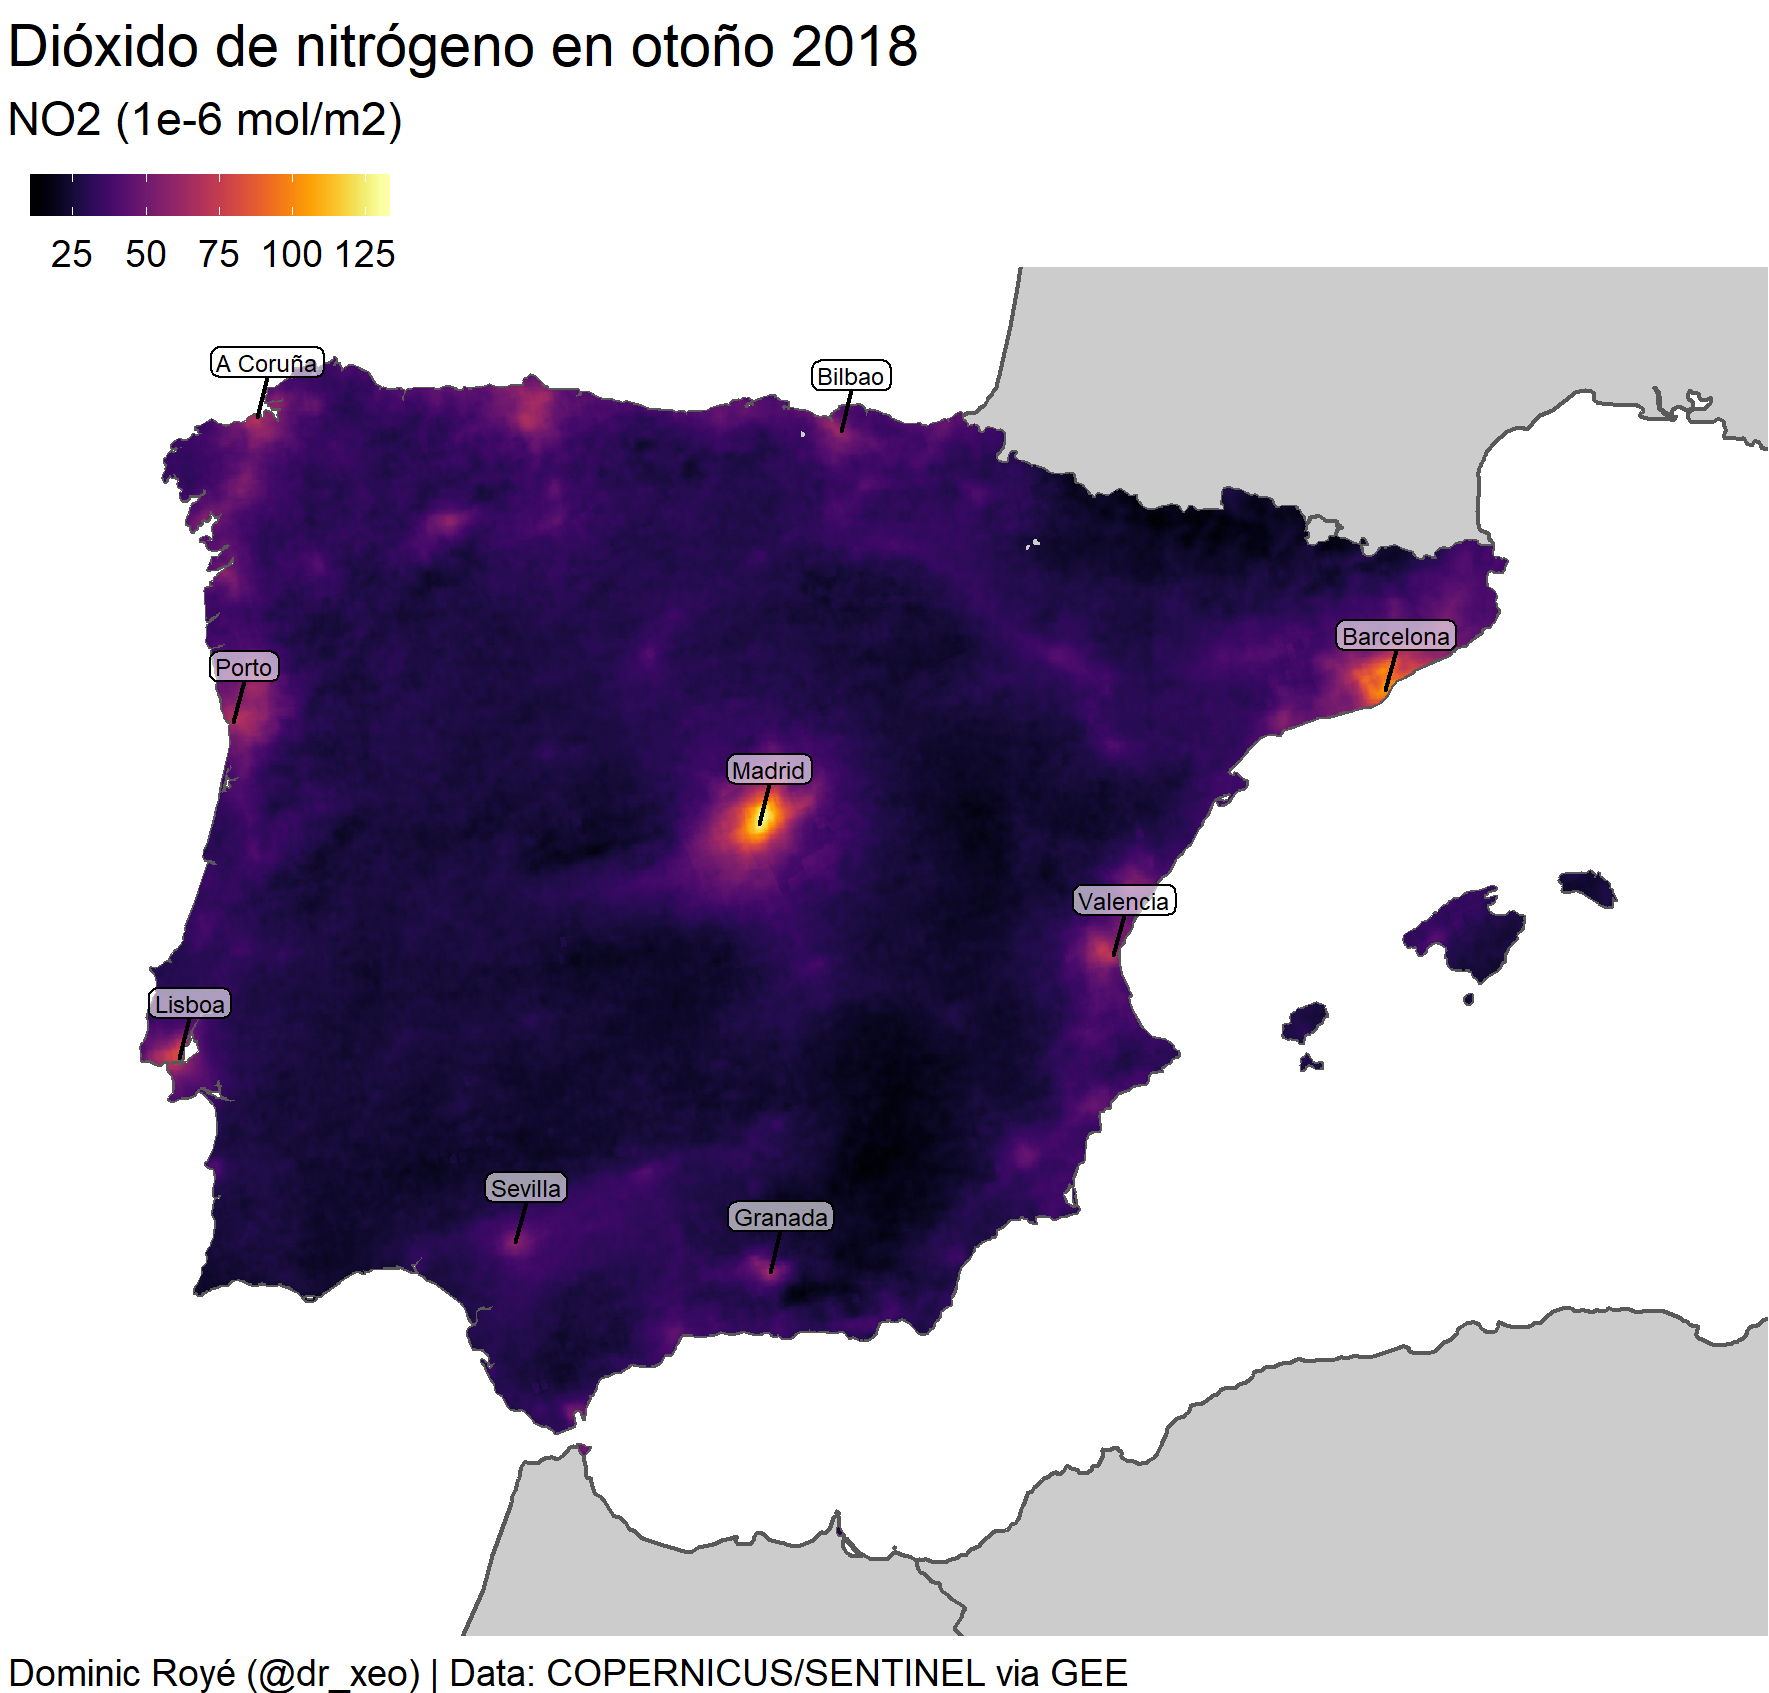 Dióxido de nitrógeno en otoño 2018
NO2 (1e-6 mol/m2)
25 50 75 100 125
A Coruña
Bilbao
Barcelona
Porto
Madrid
Valencia
Lisboa
Sevilla
Granada
Dominic Royé (@dr_xeo) | Data: COPERNICUS/SENTINEL via GEE